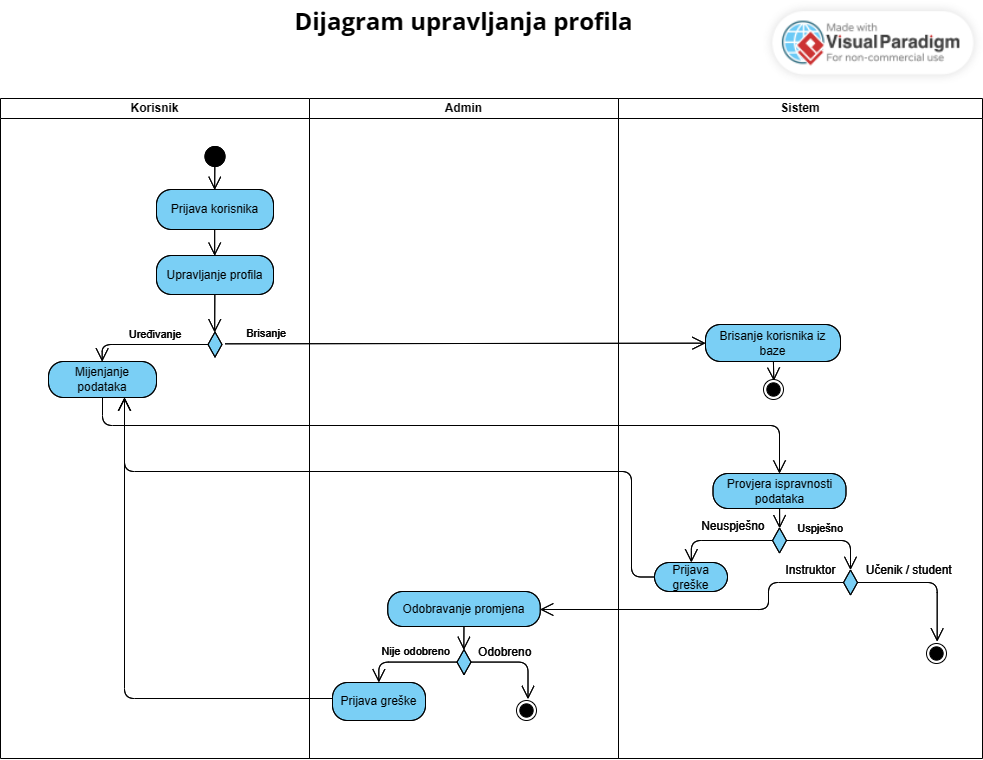 Dijagram upravljanja profila
Made with
Visual Paradigm
For non-commercial use
Korisnik
Admin
Sistem
Prijava korisnika
Upravljanje profila
Uređivanje
Brisanje
Brisanje korisnika iz
baze
Mijenjanje
podataka
Provjera ispravnosti
podataka
Neuspješno
Uspješno
Prijava
greške
Instruktor
Učenik / student
Odobravanje promjena
Nije odobreno
Odobreno
Prijava greške